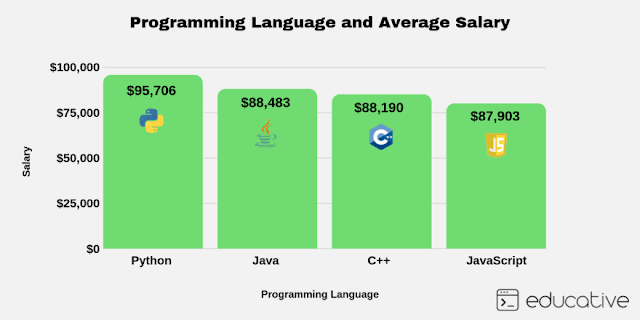 Programming Language and Average Salary
$100,000
$75,000
$50,000
$25,000
$0
Salary
$95,706
$88,483
$88,190
$87,903
JS
Python
Java
C++
JavaScript
Programming Language
educative